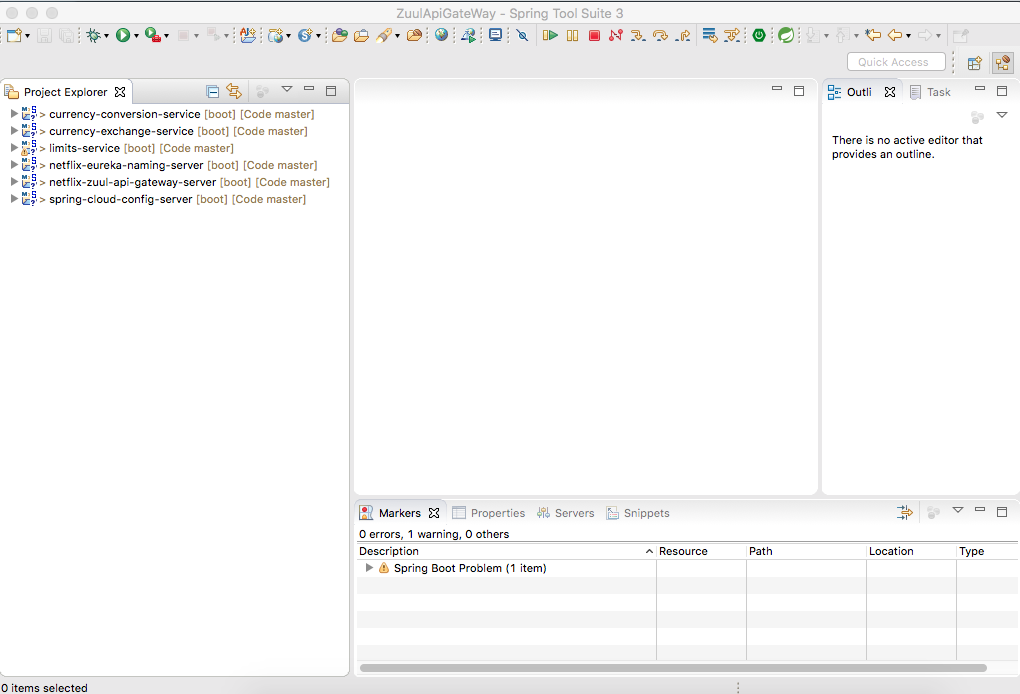 ZuulApiGateWay - Spring Tool Suite 3
Quick Access
Project Explorer
> currency-conversion-service [boot] [Code master]
> currency-exchange-service [boot] [Code master]
> limits-service [boot] [Code master]
> netflix-eureka-naming-server [boot] [Code master]
> netflix-zuul-api-gateway-server [boot] [Code master]
> spring-cloud-config-server [boot] [Code master]
Outli Task
There is no active editor that
provides an outline.
Markers Properties Servers Snippets
0 errors, 1 warning, 0 others
Description Resource Path Location Type
Spring Boot Problem (1 item)
0 items selected